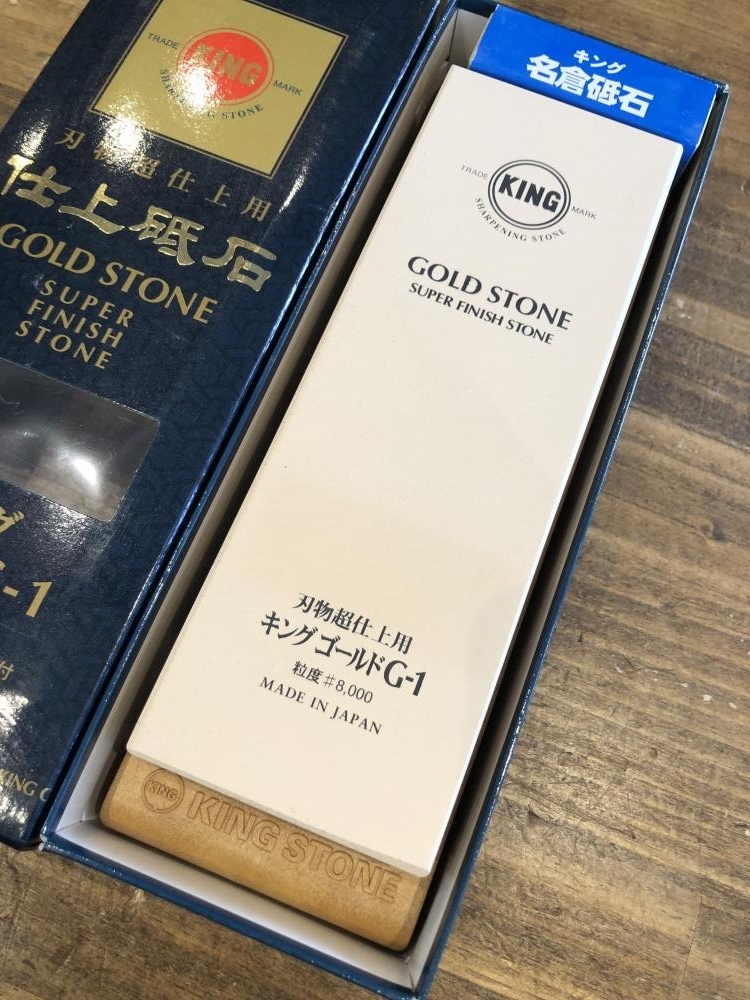 TRADE KING MARK
SHARPENING STONE
刃物超仕上用
仕上砥石
GOLD STONE
SUPER
FINISH
STONE
-1
付
KING
キング
名倉砥石
TRADE KING MARK
SHARPENING STONE
GOLD STONE
SUPER FINISH STONE
刃物超仕上用
キングゴールドG-1
粒度#8,000
MADE IN JAPAN
KING KING STONE